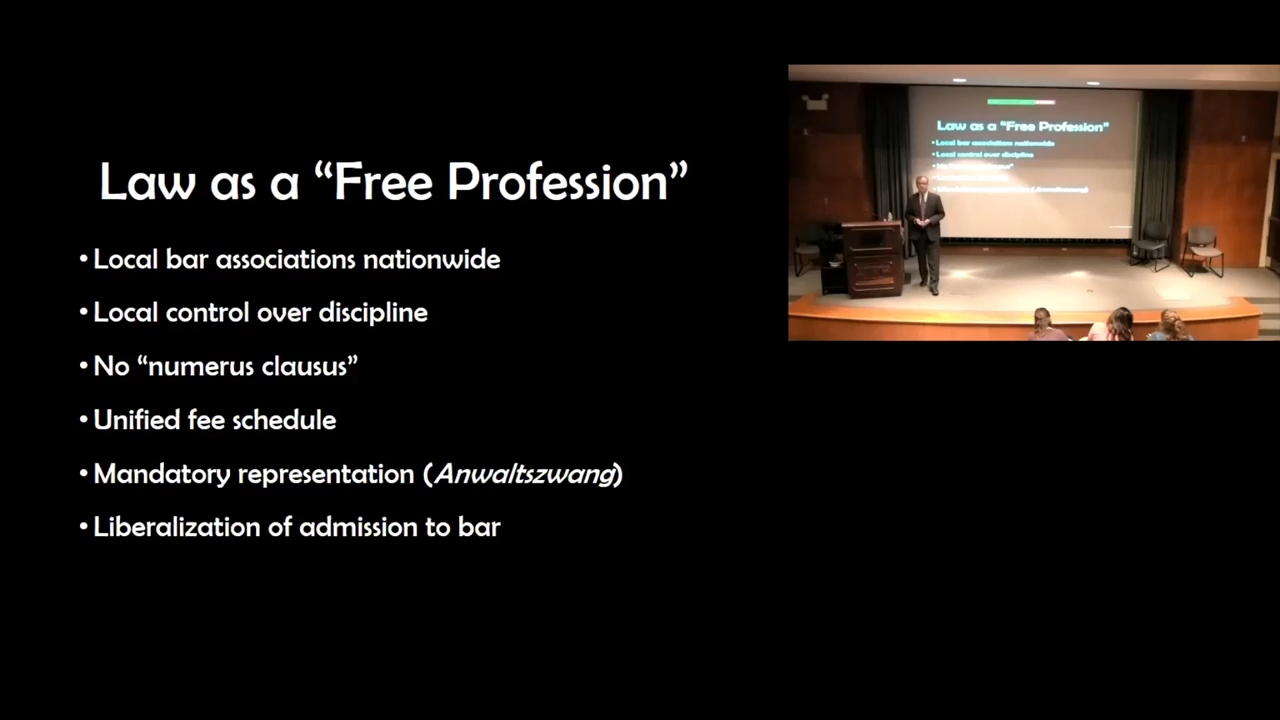 Law as a “Free Profession”
• Local bar associations nationwide
• Local control over discipline
• No “numerus clausus”
• Unified fee schedule
• Mandatory representation (Anwaltszwang)
• Liberalization of admission to bar
Law as a “Free Profession”
Local bar associations nationwide
Local control over discipline